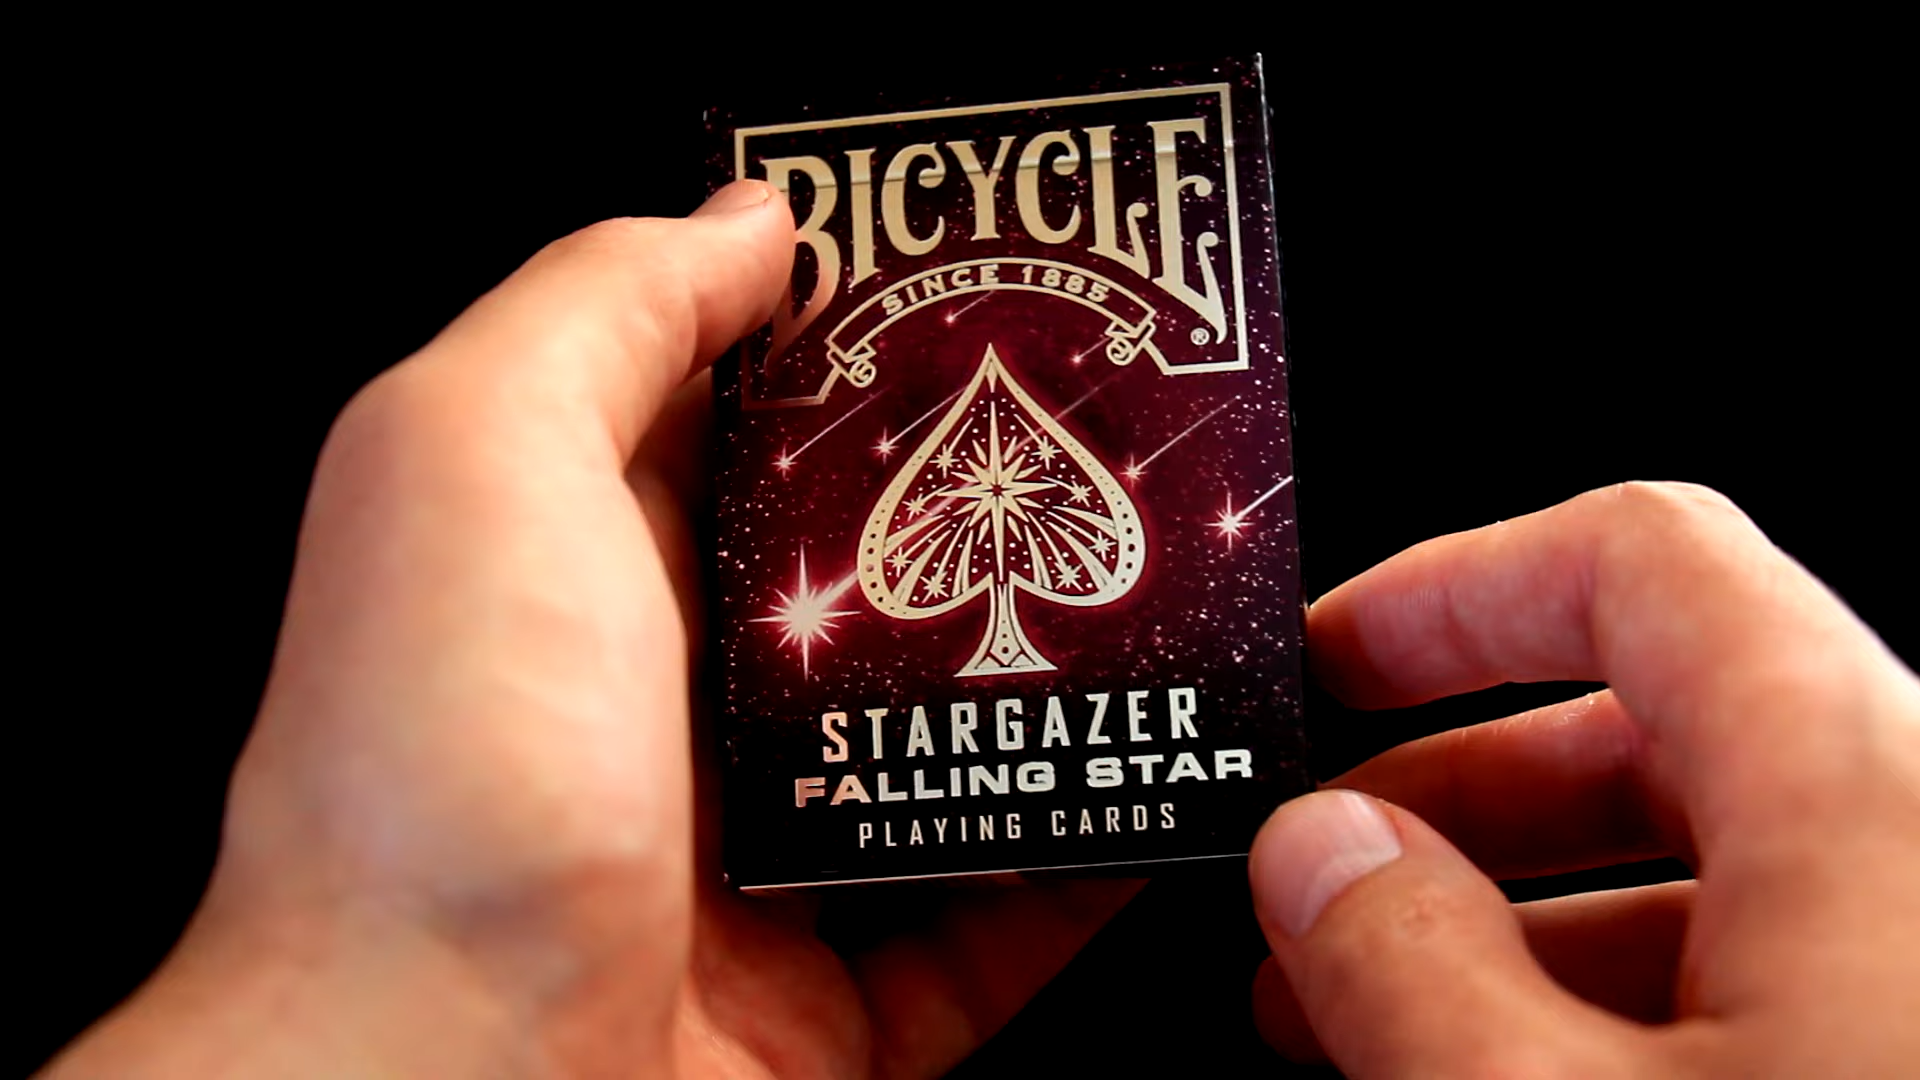 BICYCLE
®
SINCE 1885
STARGAZER
FALLING STAR
PLAYING CARDS